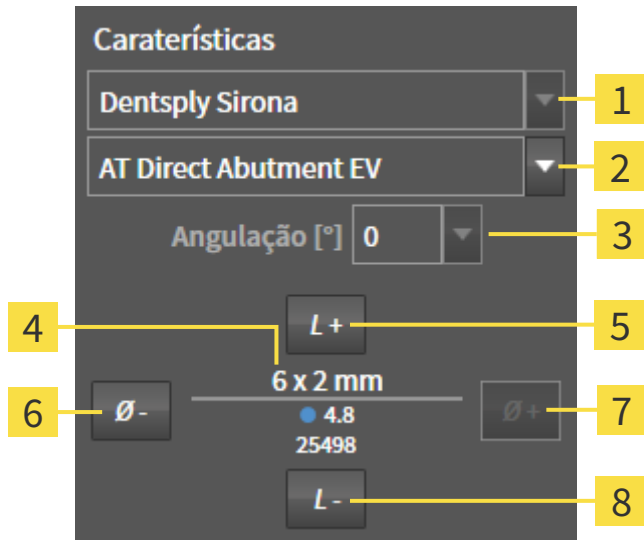 Caraterísticas
Dentsply Sirona
1
AT Direct Abutment EV
2
Angulação [°] 0
3
4
L +
5
6 x 2 mm
6
Ø -
4.8
Ø +
7
25498
L -
8